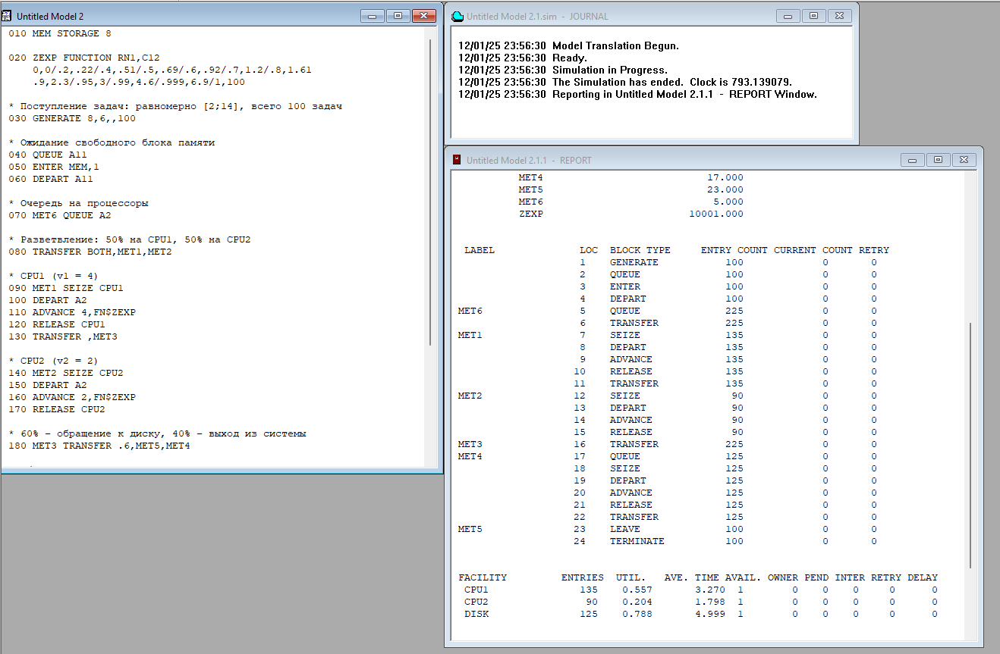 Untitled Model 2
010 MEM STORAGE 8
020 ZEXP FUNCTION RN1,C12
0,0/.2,.22/.4,.51/.5,.69/.6,.92/.7,1.2/.8,1.61
.9,2.3/.95,3/.99,4.6/.999,6.9/1,100
* Поступление задач: равномерно [2;14], всего 100 задач
030 GENERATE 8,6,,100
* Ожидание свободного блока памяти
040 QUEUE A11
050 ENTER MEM,1
060 DEPART A11
* Очередь на процессоры
070 MET6 QUEUE A2
* Разветвление: 50% на CPU1, 50% на CPU2
080 TRANSFER BOTH,MET1,MET2
* CPU1 (v1 = 4)
090 MET1 SEIZE CPU1
100 DEPART A2
110 ADVANCE 4,FN$ZEXP
120 RELEASE CPU1
130 TRANSFER ,MET3
* CPU2 (v2 = 2)
140 MET2 SEIZE CPU2
150 DEPART A2
160 ADVANCE 2,FN$ZEXP
170 RELEASE CPU2
* 60% – обращение к диску, 40% – выход из системы
180 MET3 TRANSFER .6,MET5,MET4
Untitled Model 2.1.sim - JOURNAL
12/01/25 23:56:30 Model Translation Begun.
12/01/25 23:56:30 Ready.
12/01/25 23:56:30 Simulation in Progress.
12/01/25 23:56:30 The Simulation has ended. Clock is 793.139079.
12/01/25 23:56:30 Reporting in Untitled Model 2.1.1 - REPORT Window.
Untitled Model 2.1.1 - REPORT
MET4 17.000
MET5 23.000
MET6 5.000
ZEXP 10001.000
LABEL LOC BLOCK TYPE ENTRY COUNT CURRENT COUNT RETRY
1 GENERATE 100 0 0
2 QUEUE 100 0 0
3 ENTER 100 0 0
4 DEPART 100 0 0
MET6 5 QUEUE 225 0 0
6 TRANSFER 225 0 0
MET1 7 SEIZE 135 0 0
8 DEPART 135 0 0
9 ADVANCE 135 0 0
10 RELEASE 135 0 0
11 TRANSFER 135 0 0
MET2 12 SEIZE 90 0 0
13 DEPART 90 0 0
14 ADVANCE 90 0 0
15 RELEASE 90 0 0
MET3 16 TRANSFER 225 0 0
MET4 17 QUEUE 125 0 0
18 SEIZE 125 0 0
19 DEPART 125 0 0
20 ADVANCE 125 0 0
21 RELEASE 125 0 0
22 TRANSFER 125 0 0
MET5 23 LEAVE 100 0 0
24 TERMINATE 100 0 0
FACILITY ENTRIES UTIL. AVE. TIME AVAIL. OWNER PEND INTER RETRY DELAY
CPU1 135 0.557 3.270 1 0 0 0 0 0
CPU2 90 0.204 1.798 1 0 0 0 0 0
DISK 125 0.788 4.999 1 0 0 0 0 0